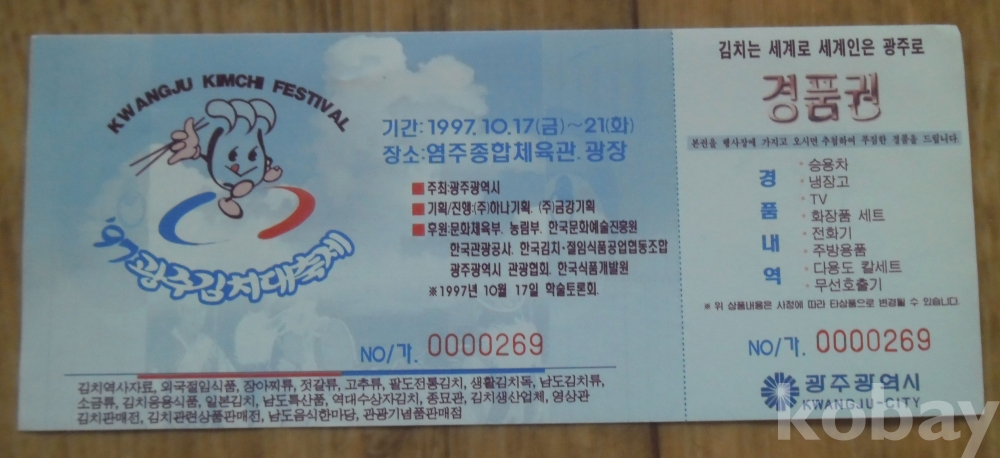 KWANGJU KIMCHI FESTIVAL
'97 광주김치대축제
기간: 1997. 10. 17(금)~21(화)
장소:염주종합체육관. 광장
■ 주최:광주광역시
■ 기획/진행:(주)하나기획. (주)금강기획
■ 후원:문화체육부. 농림부. 한국문화예술진흥원
한국관광공사. 한국김치·절임식품공업협동조합
광주광역시 관광협회. 한국식품개발원
※1997년 10월 17일 학술토론회.
NO/가. 0000269
김치역사자료, 외국절임식품, 장아찌류, 젓갈류, 고추류, 팔도전통김치, 생활김치독, 남도김치류,
소금류, 김치응용식품, 일본김치, 남도특산품, 역대수상자김치, 종묘관, 김치생산업체, 영상관
김치판매전, 김치관련상품판매전, 남도음식한마당, 관광기념품판매점
김치는 세계로 세계인은 광주로
경품권
본권을 행사장에 가지고 오시면 추첨하여 푸짐한 경품을 드립니다
경품내역
· 승용차
· 냉장고
· TV
· 화장품 세트
· 전화기
· 주방용품
· 다용도 칼세트
· 무선호출기
※ 위 상품내용은 사정에 따라 타상품으로 변경될 수 있습니다.
NO/가. 0000269
광주광역시
KWANGJU-CITY
kobay